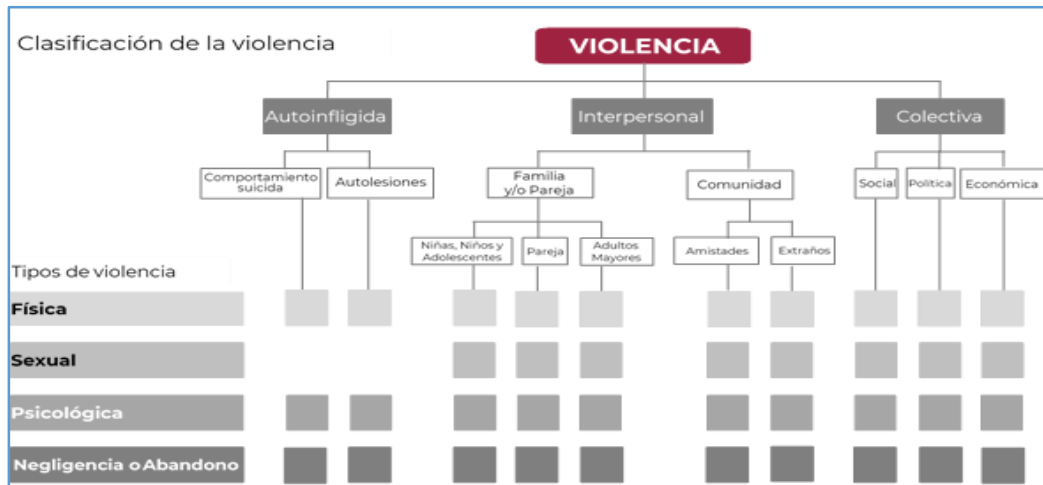 Clasificación de la violencia
VIOLENCIA
Autoinfligida
Interpersonal
Colectiva
Comportamiento
suicida
Autolesiones
Familia
y/o Pareja
Comunidad
Social
Política
Económica
Niñas, Niños y
Adolescentes
Pareja
Adultos
Mayores
Amistades
Extraños
Tipos de violencia
Física
Sexual
Psicológica
Negligencia o Abandono